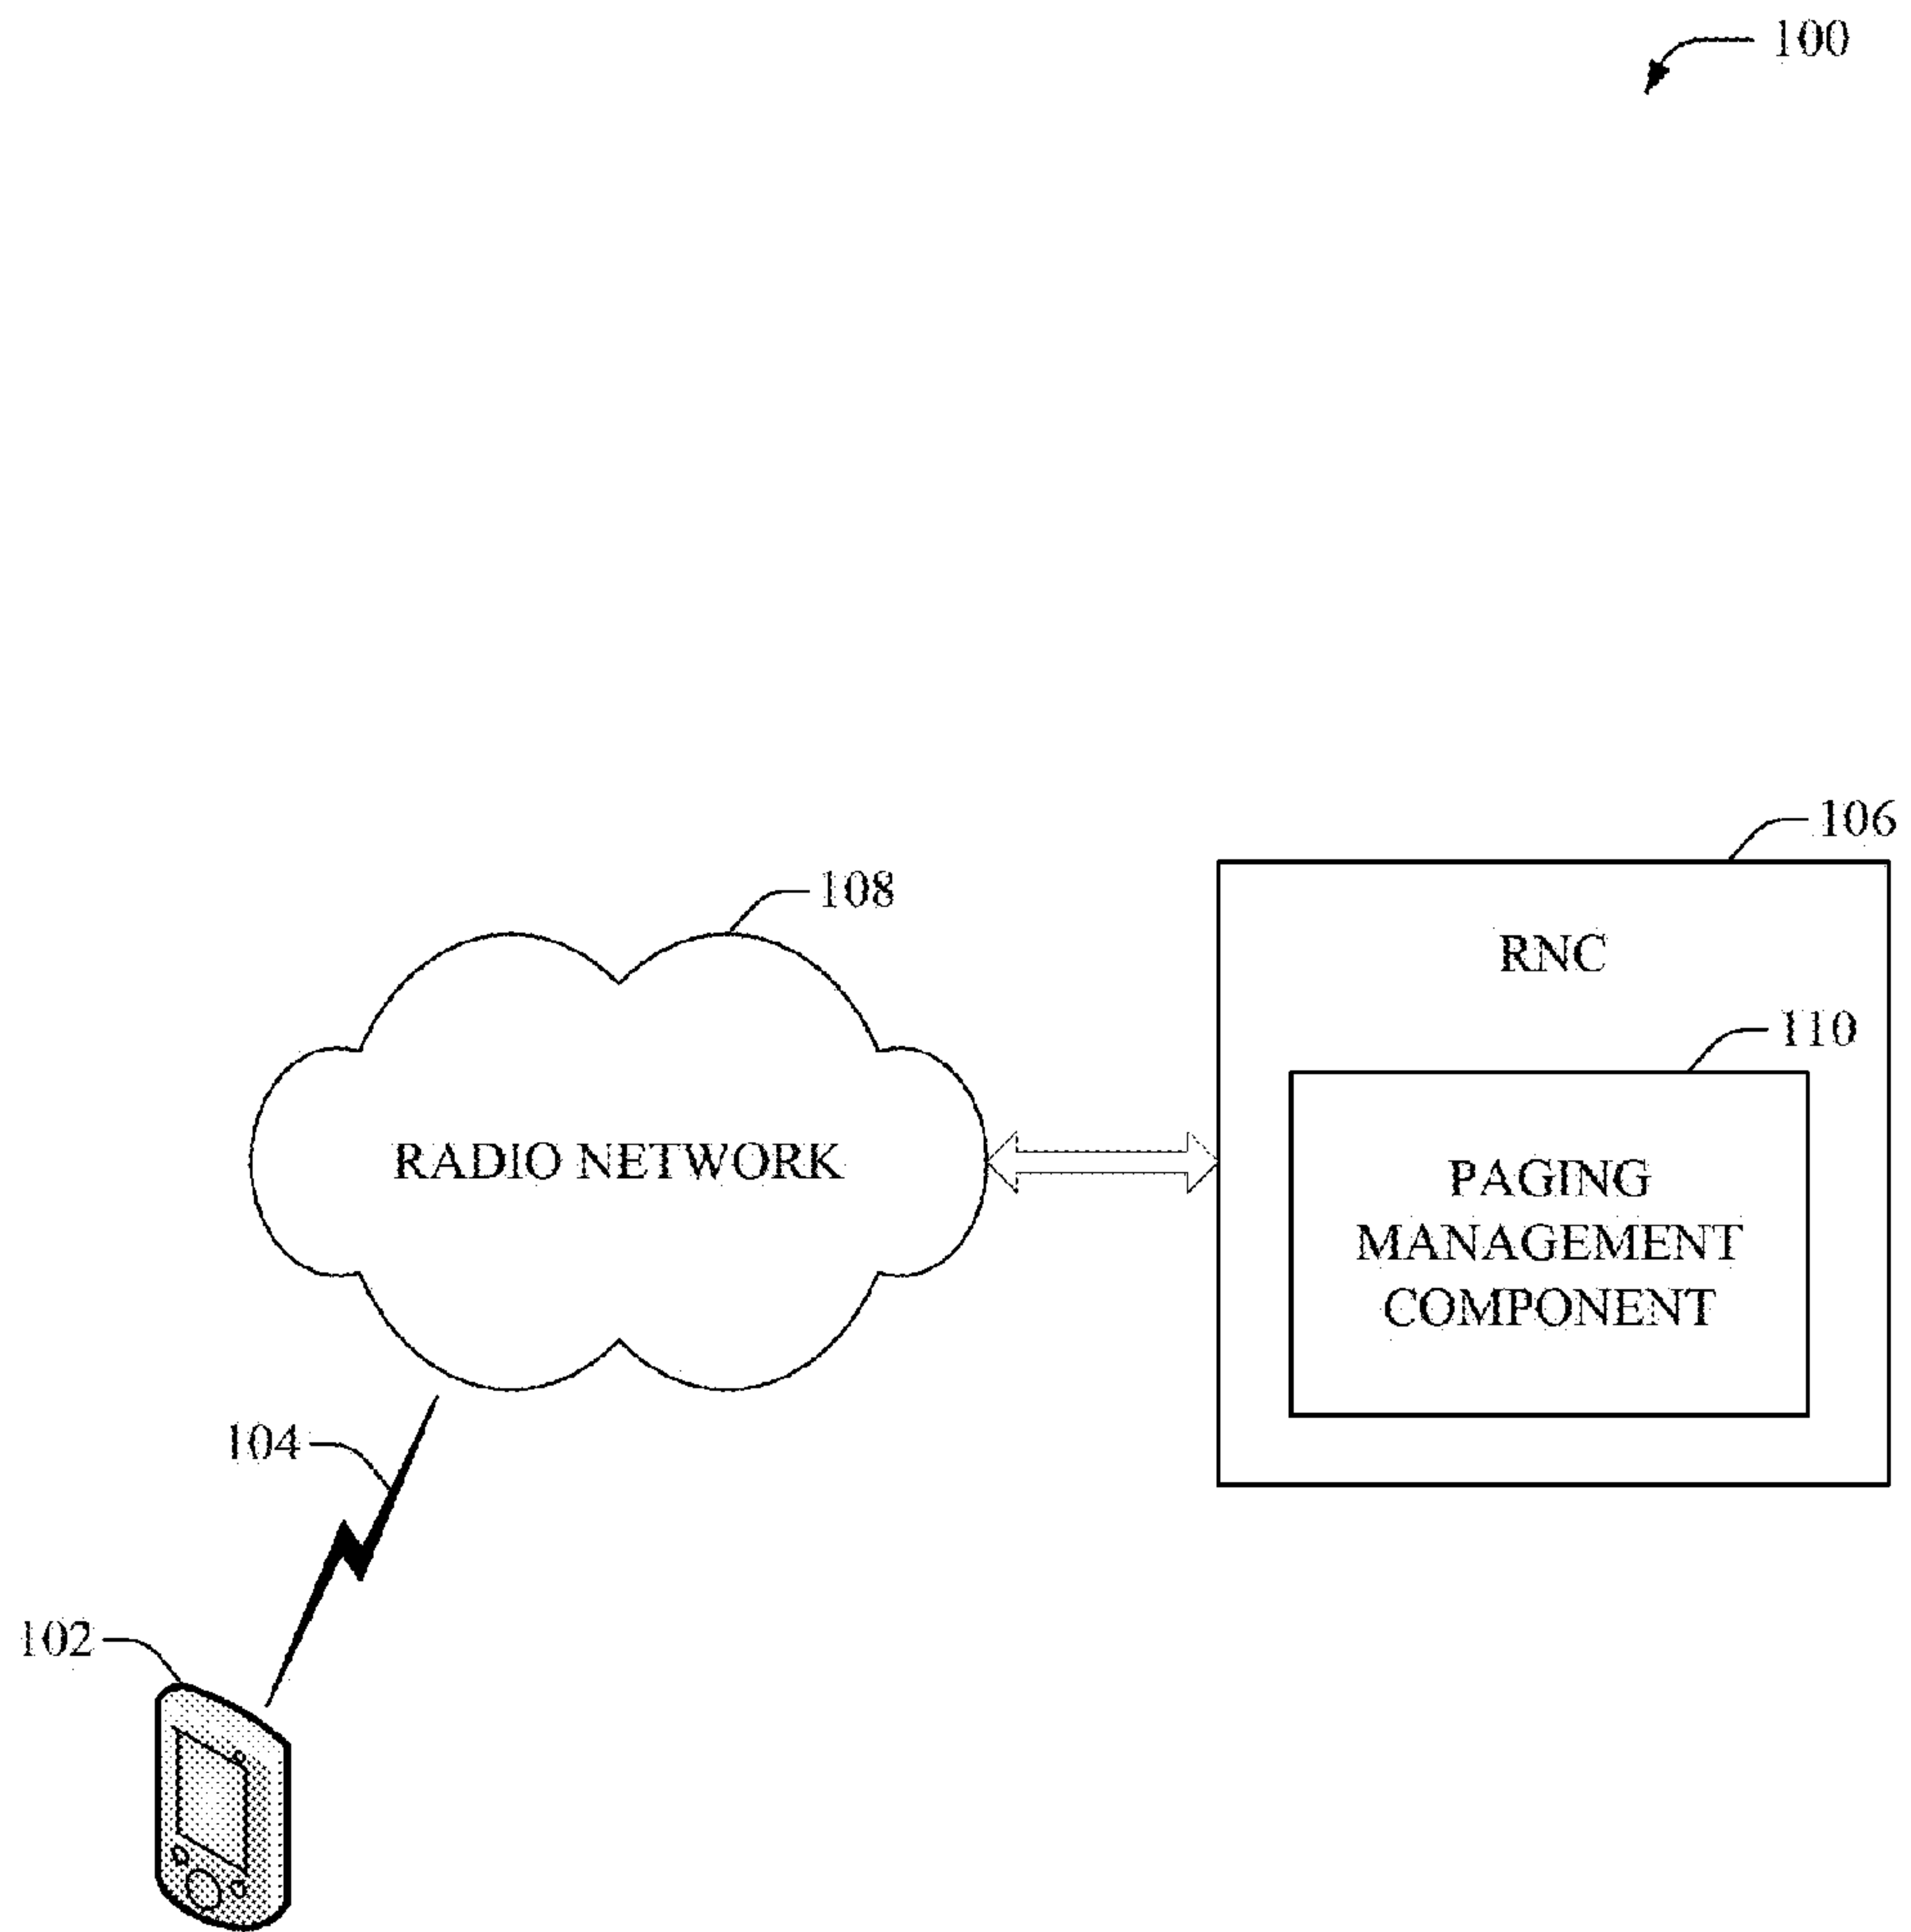 100
106
108
RNC
110
RADIO NETWORK
PAGING
MANAGEMENT
COMPONENT
104
102